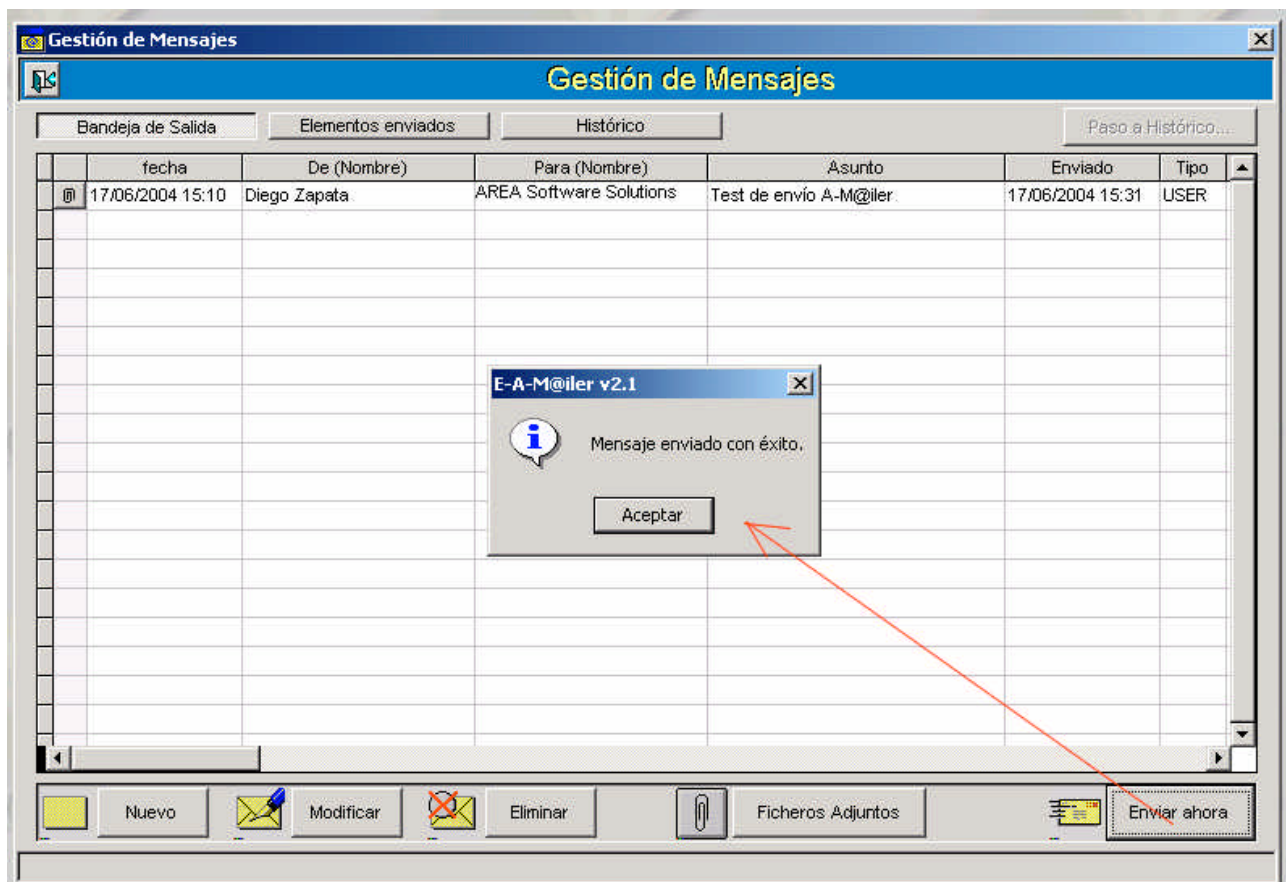 Gestión de Mensajes
Gestión de Mensajes
Bandeja de Salida Elementos enviados Histórico Paso a Histórico....
fecha De (Nombre) Para (Nombre) Asunto Enviado Tipo
17/06/2004 15:10 Diego Zapata AREA Software Solutions Test de envío A-M@iler 17/06/2004 15:31 USER
E-A-M@iler v2.1
Mensaje enviado con éxito.
Aceptar
Nuevo Modificar Eliminar Ficheros Adjuntos Enviar ahora